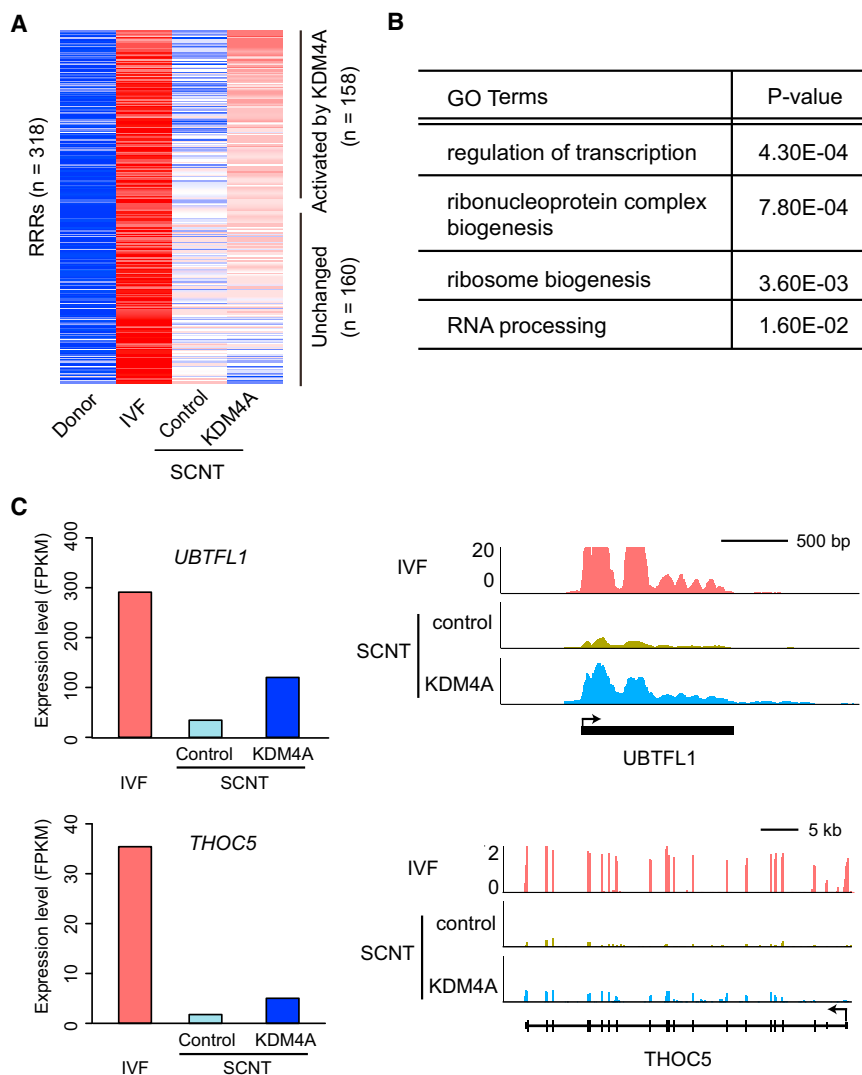 A
RRRs (n = 318)
Activated by KDM4A
(n = 158)
Unchanged
(n = 160)
Donor
IVF
Control
KDM4A
SCNT
B
GO Terms P-value
regulation of transcription 4.30E-04
ribonucleoprotein complex
biogenesis 7.80E-04
ribosome biogenesis 3.60E-03
RNA processing 1.60E-02
C
Expression level (FPKM)
400
300
200
100
0
UBTFL1
IVF
Control KDM4A
SCNT
500 bp
IVF
20
0
SCNT
control
KDM4A
UBTFL1
Expression level (FPKM)
40
30
20
10
0
THOC5
IVF
Control KDM4A
SCNT
5 kb
IVF
2
0
SCNT
control
KDM4A
THOC5